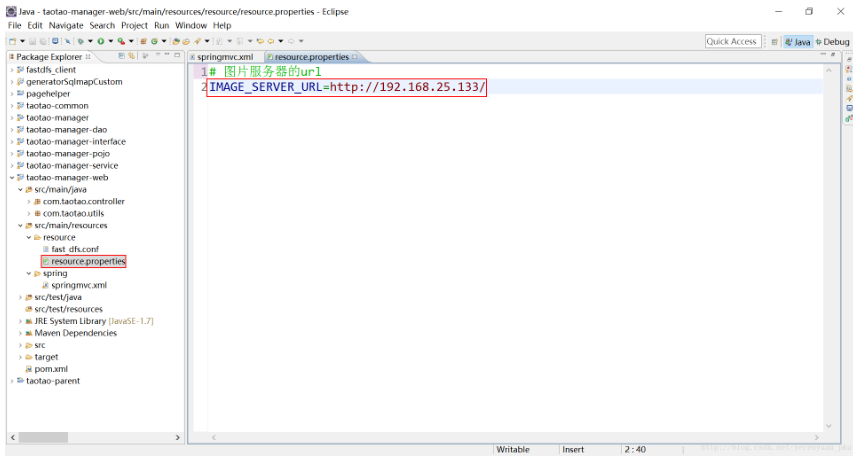 Java - taotao-manager-web/src/main/resources/resource/resource.properties - Eclipse
File Edit Navigate Search Project Run Window Help
Quick Access
Java
Debug
Package Explorer
springmvc.xml
resource.properties
fastdfs_client
generatorSqlmapCustom
pagehelper
taotao-common
taotao-manager
taotao-manager-dao
taotao-manager-interface
taotao-manager-pojo
taotao-manager-service
taotao-manager-web
src/main/java
com.taotao.controller
com.taotao.utils
src/main/resources
resource
fast_dfs.conf
resource.properties
spring
springmvc.xml
src/test/java
src/test/resources
JRE System Library [JavaSE-1.7]
Maven Dependencies
src
target
pom.xml
taotao-parent
1# 图片服务器的url
2IMAGE_SERVER_URL=http://192.168.25.133/
Writable
Insert
2 : 40